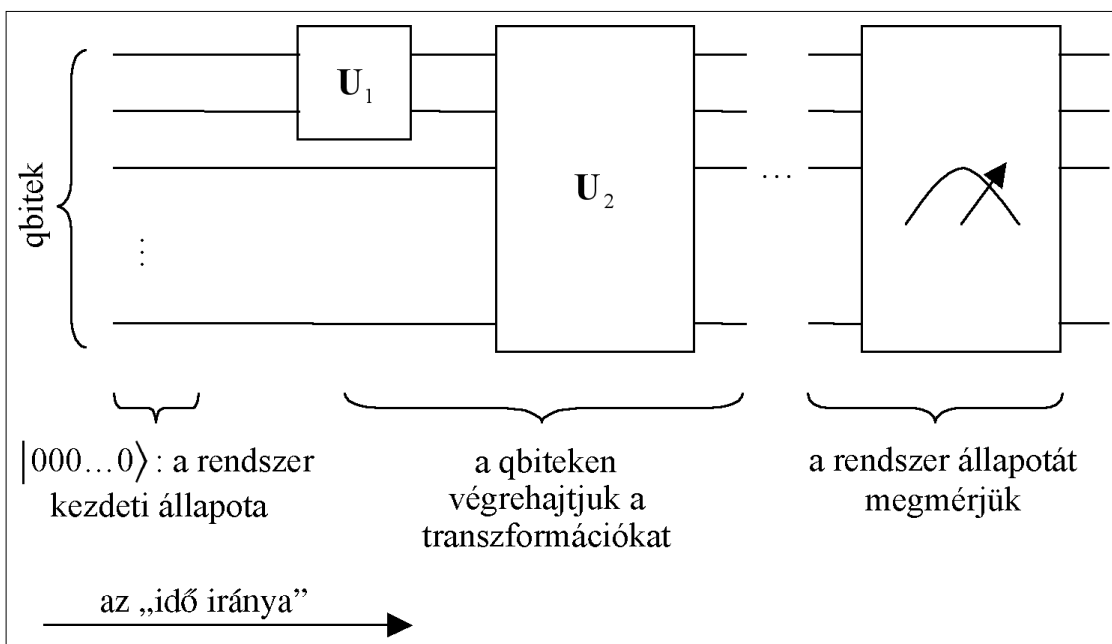 qbitek
U₁
U₂
⋮
...
|000...0⟩: a rendszer
kezdeti állapota
a qbiteken
végrehajtjuk a
transzformációkat
a rendszer állapotát
megmérjük
az „idő iránya”